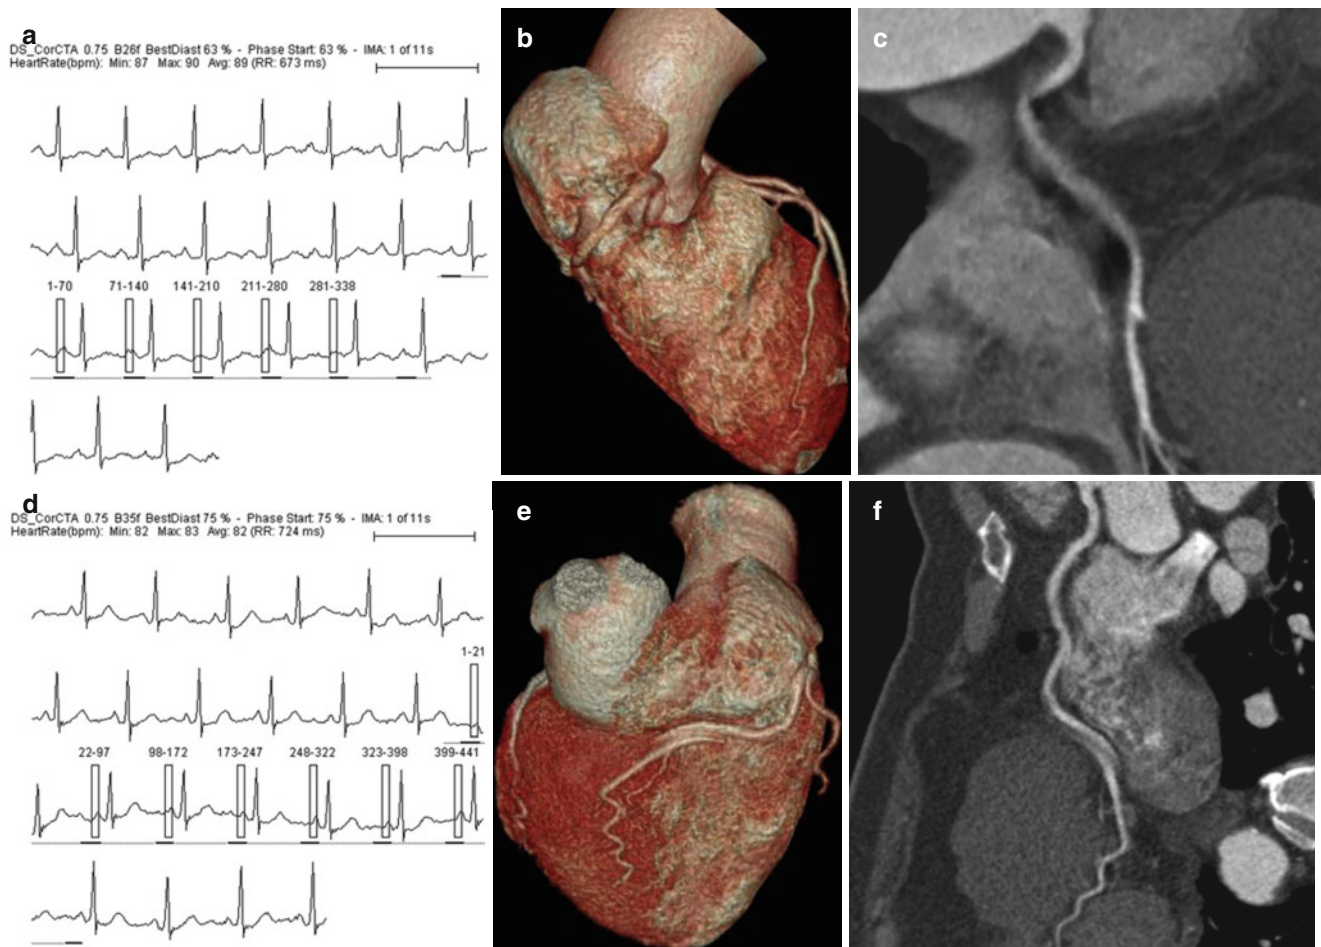 a
DS_CorCTA 0.75 B26f BestDiast 63 % - Phase Start: 63 % - IMA: 1 of 11s
HeartRate(bpm): Min: 87 Max: 90 Avg: 89 (RR: 673 ms)
1-70 71-140 141-210 211-280 281-338
b
c
d
DS_CorCTA 0.75 B35f BestDiast 75 % - Phase Start: 75 % - IMA: 1 of 11s
HeartRate(bpm): Min: 82 Max: 83 Avg: 82 (RR: 724 ms)
1-21
22-97 98-172 173-247 248-322 323-398 399-441
e
f